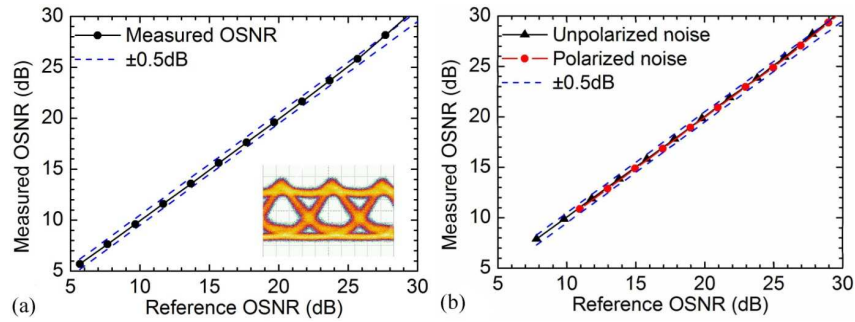 30
25
20
15
10
5
Measured OSNR (dB)
Measured OSNR
±0.5dB
5 10 15 20 25 30
Reference OSNR (dB)
(a)
30
25
20
15
10
5
Measured OSNR (dB)
Unpolarized noise
Polarized noise
±0.5dB
5 10 15 20 25 30
Reference OSNR (dB)
(b)